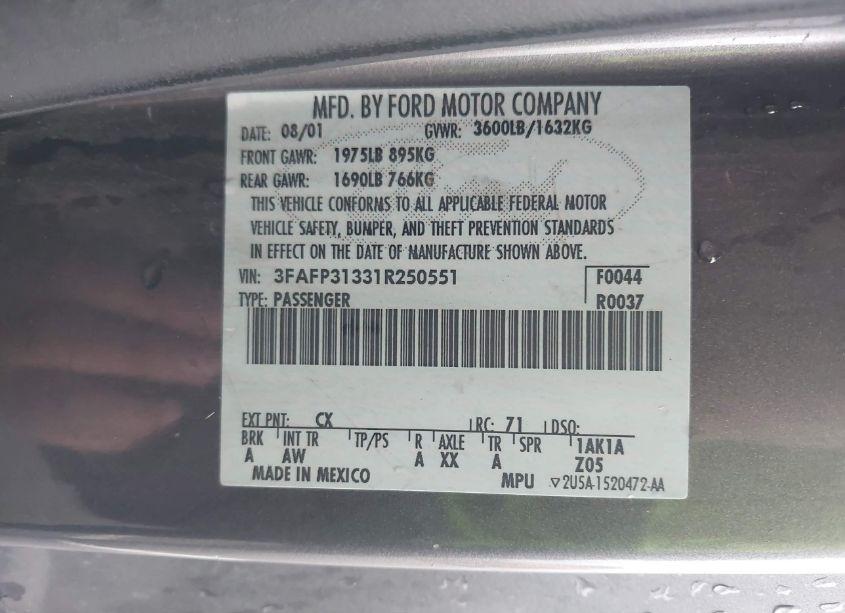 MFD. BY FORD MOTOR COMPANY
DATE: 08/01 GVWR: 3600LB/1632KG
FRONT GAWR: 1975LB 895KG
REAR GAWR: 1690LB 766KG
THIS VEHICLE CONFORMS TO ALL APPLICABLE FEDERAL MOTOR
VEHICLE SAFETY, BUMPER, AND THEFT PREVENTION STANDARDS
IN EFFECT ON THE DATE OF MANUFACTURE SHOWN ABOVE.
VIN: 3FAFP31331R250551 F0044
TYPE: PASSENGER R0037
EXT PNT: CX RC: 71 DSO:
BRK INT TR TP/PS R AXLE TR SPR 1AK1A
A AW A XX A Z05
MADE IN MEXICO MPU ▽2U5A-1520472-AA